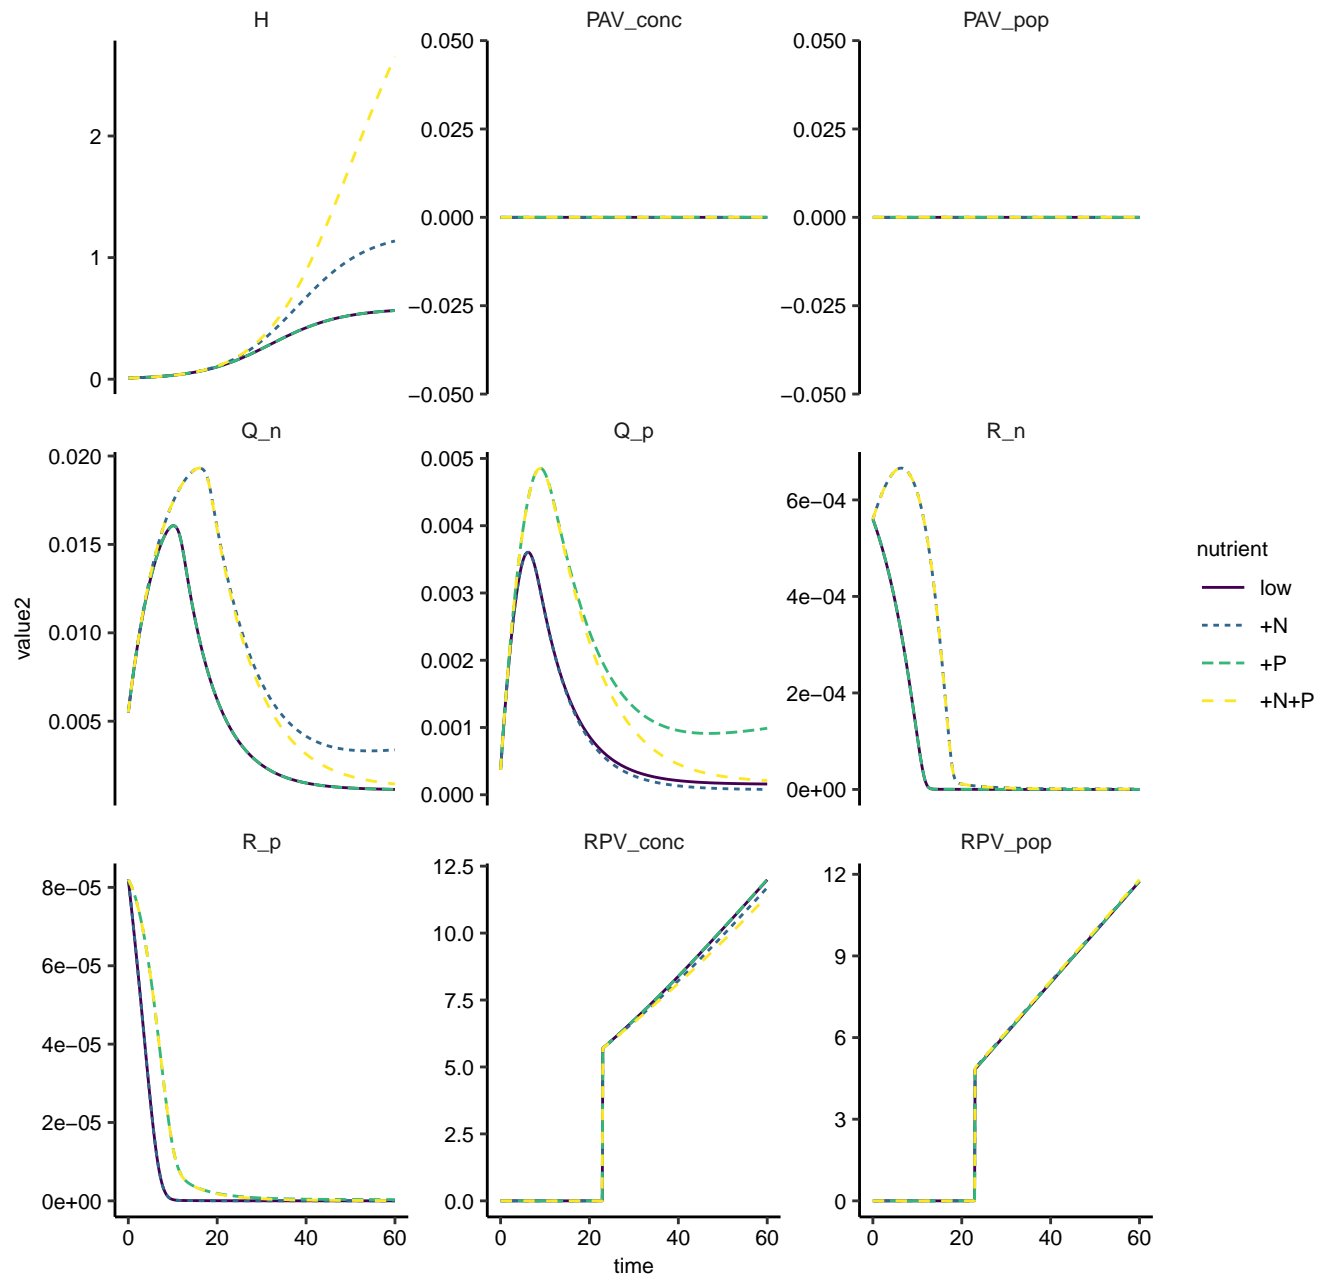 H
PAV_conc
PAV_pop
2
1
0
0.050
0.025
0.000
−0.025
−0.050
0.050
0.025
0.000
−0.025
−0.050
Q_n
Q_p
R_n
0.020
0.015
0.010
0.005
0.005
0.004
0.003
0.002
0.001
0.000
6e−04
4e−04
2e−04
0e+00
R_p
RPV_conc
RPV_pop
8e−05
6e−05
4e−05
2e−05
0e+00
12.5
10.0
7.5
5.0
2.5
0.0
12
9
6
3
0
0 20 40 60
0 20 40 60
0 20 40 60
time
value2
nutrient
low
+N
+P
+N+P